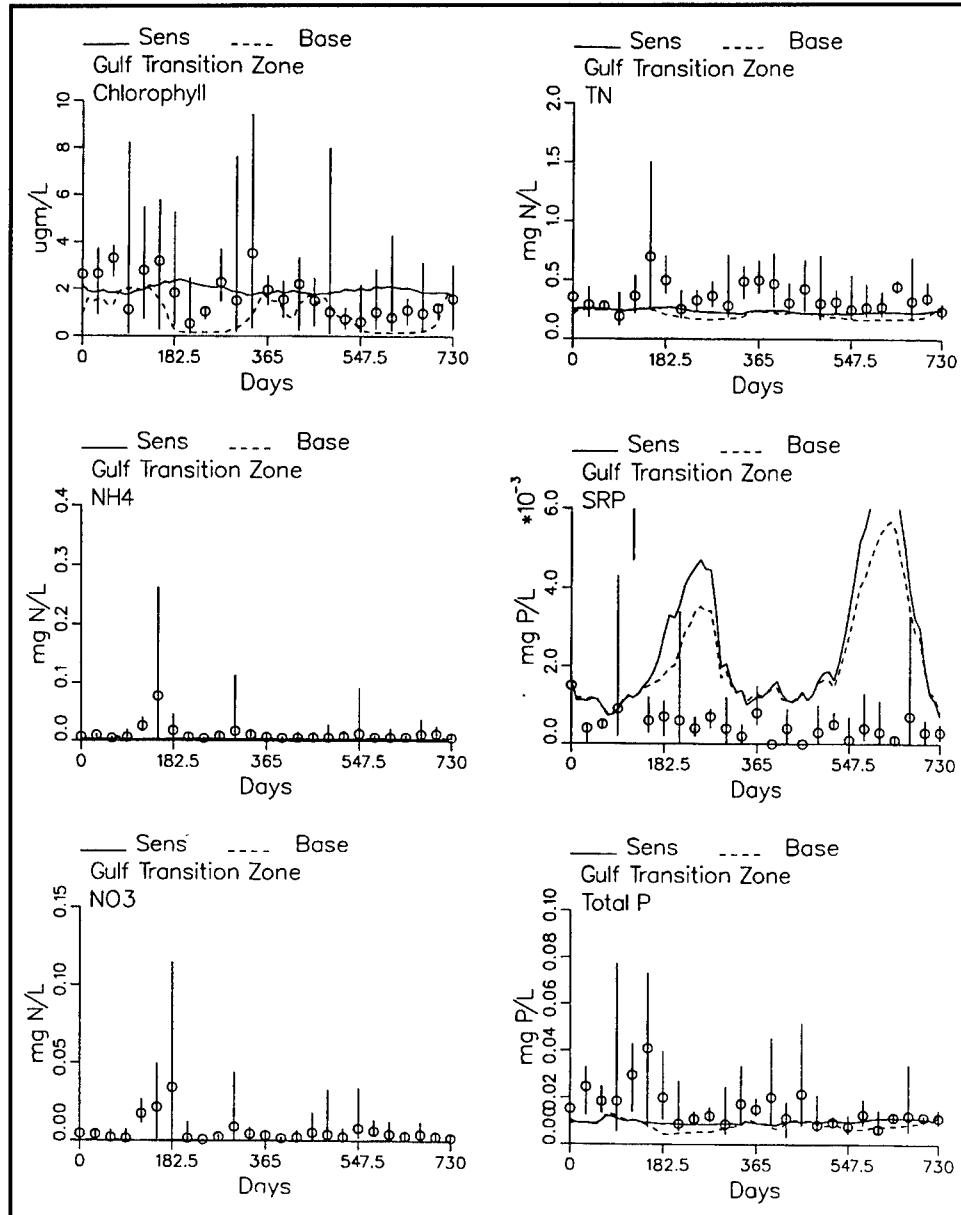 Sens Base
Gulf Transition Zone
Chlorophyll
10
8
6
4
2
0
ugm/L
0 182.5 365 547.5 730
Days
Sens Base
Gulf Transition Zone
TN
2.0
1.5
1.0
0.5
0.0
mg N/L
0 182.5 365 547.5 730
Days
Sens Base
Gulf Transition Zone
NH4
0.4
0.3
0.2
0.1
0.0
mg N/L
0 182.5 365 547.5 730
Days
Sens Base
Gulf Transition Zone
SRP
*10-3
6.0
4.0
2.0
0.0
mg P/L
0 182.5 365 547.5 730
Days
Sens Base
Gulf Transition Zone
NO3
0.15
0.10
0.05
0.00
mg N/L
0 182.5 365 547.5 730
Days
Sens Base
Gulf Transition Zone
Total P
0.10
0.08
0.06
0.04
0.02
0.00
mg P/L
0 182.5 365 547.5 730
Days